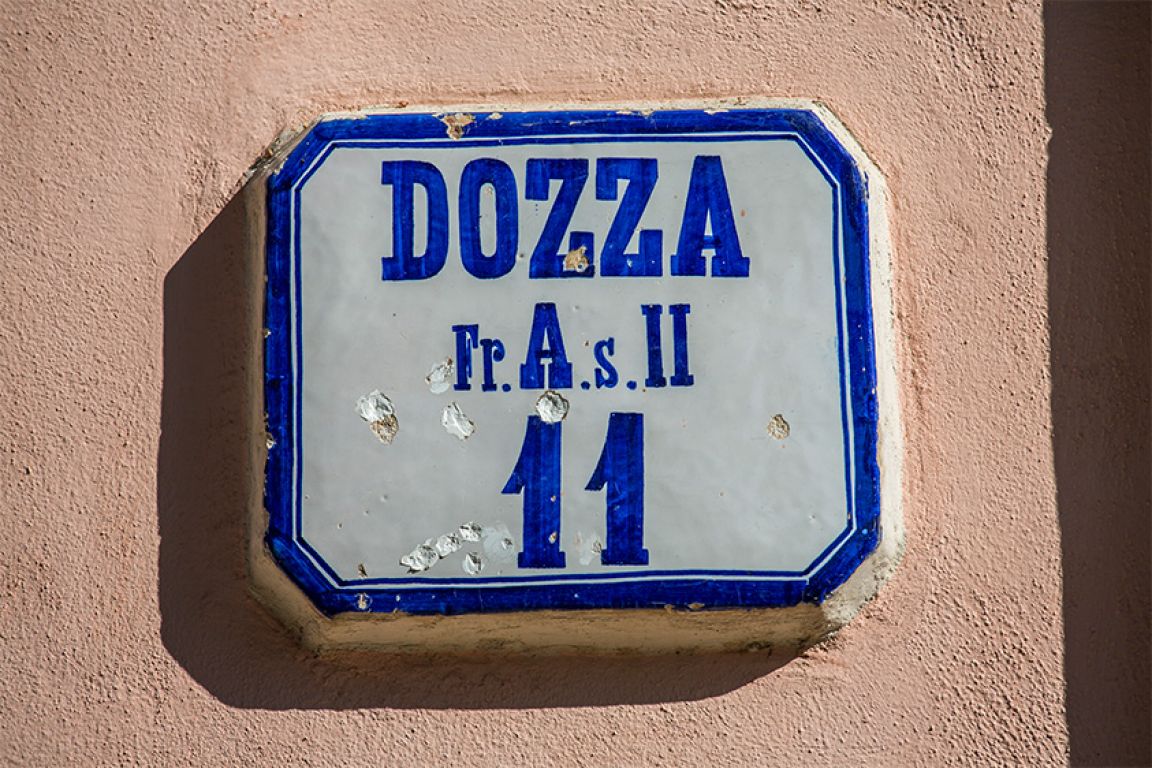 DOZZA
Fr. A. s. II
11